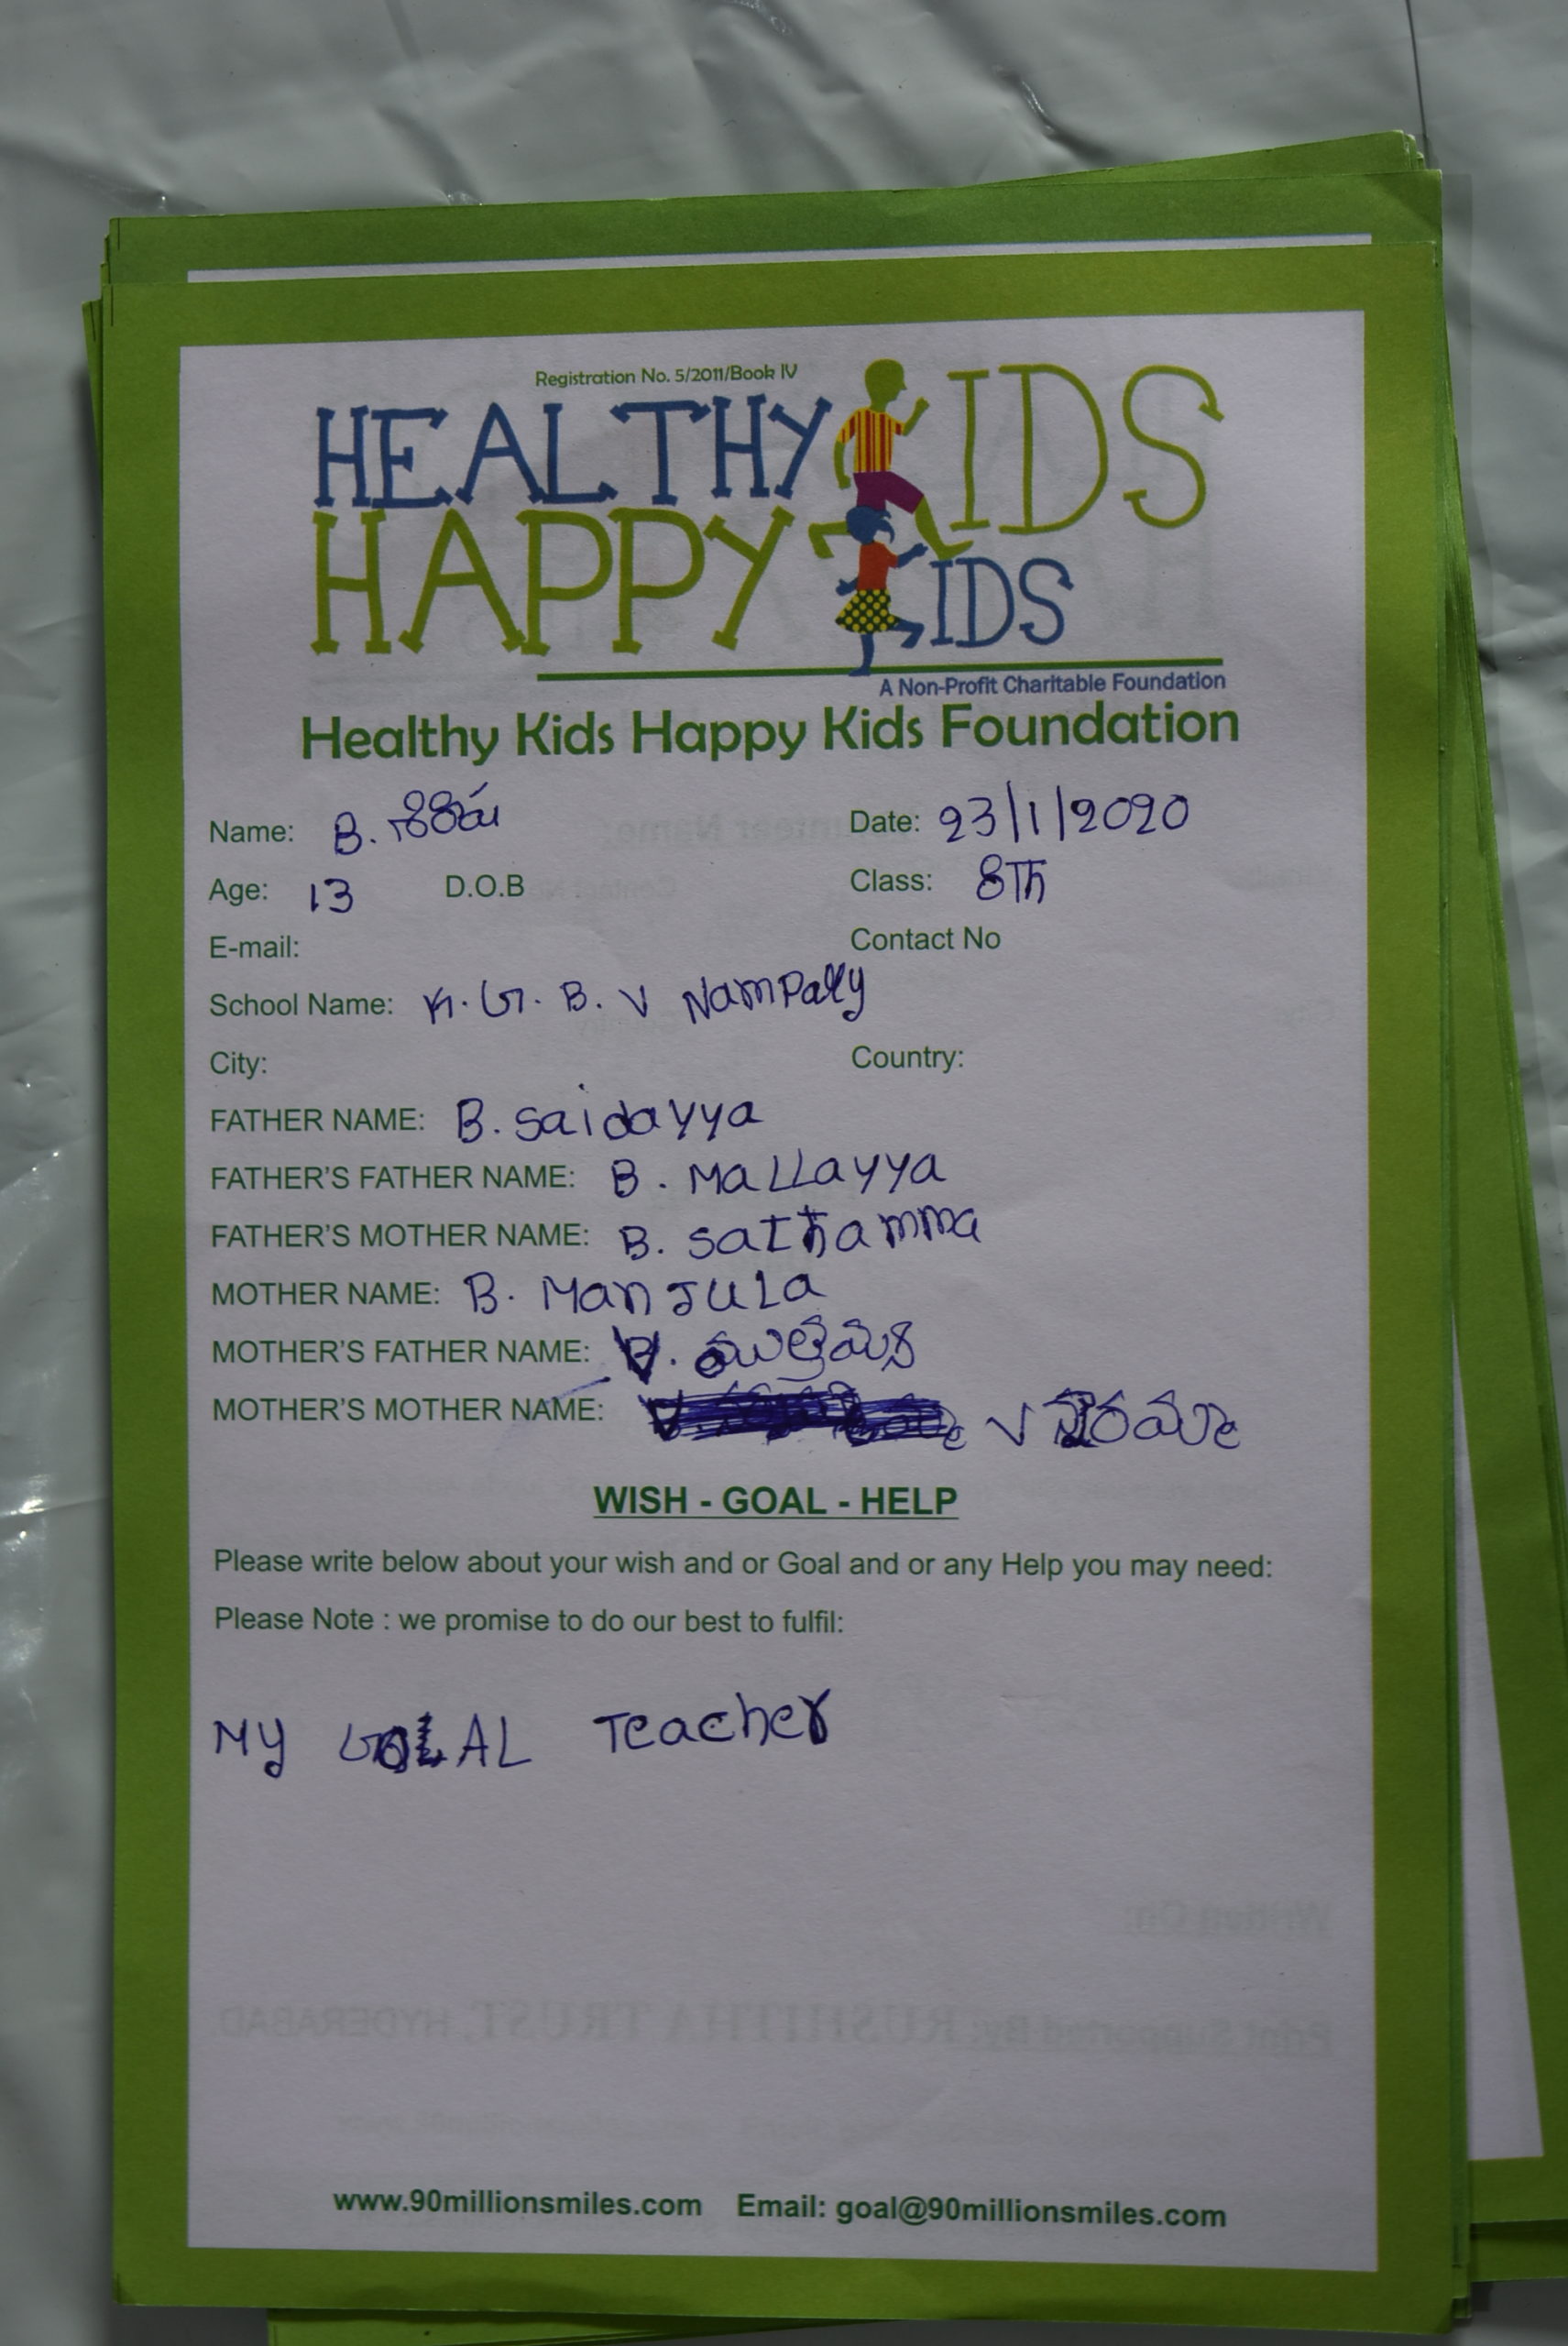 Registration No. 5/2011/Book IV
HEALTHY KIDS
HAPPY KIDS
A Non-Profit Charitable Foundation
Healthy Kids Happy Kids Foundation
Name: B. Date: 23/1/2020
Age: 13 D.O.B Class: 8Th
E-mail: Contact No
School Name: K. G. B. V Nampally
City: Country:
FATHER NAME: B. saidayya
FATHER'S FATHER NAME: B. Mallayya
FATHER'S MOTHER NAME: B. sathamma
MOTHER NAME: B. Manjula
MOTHER'S FATHER NAME: V.
MOTHER'S MOTHER NAME: V
WISH - GOAL - HELP
Please write below about your wish and or Goal and or any Help you may need:
Please Note : we promise to do our best to fulfil:
MY GOAL Teacher
www.90millionsmiles.com Email: goal@90millionsmiles.com